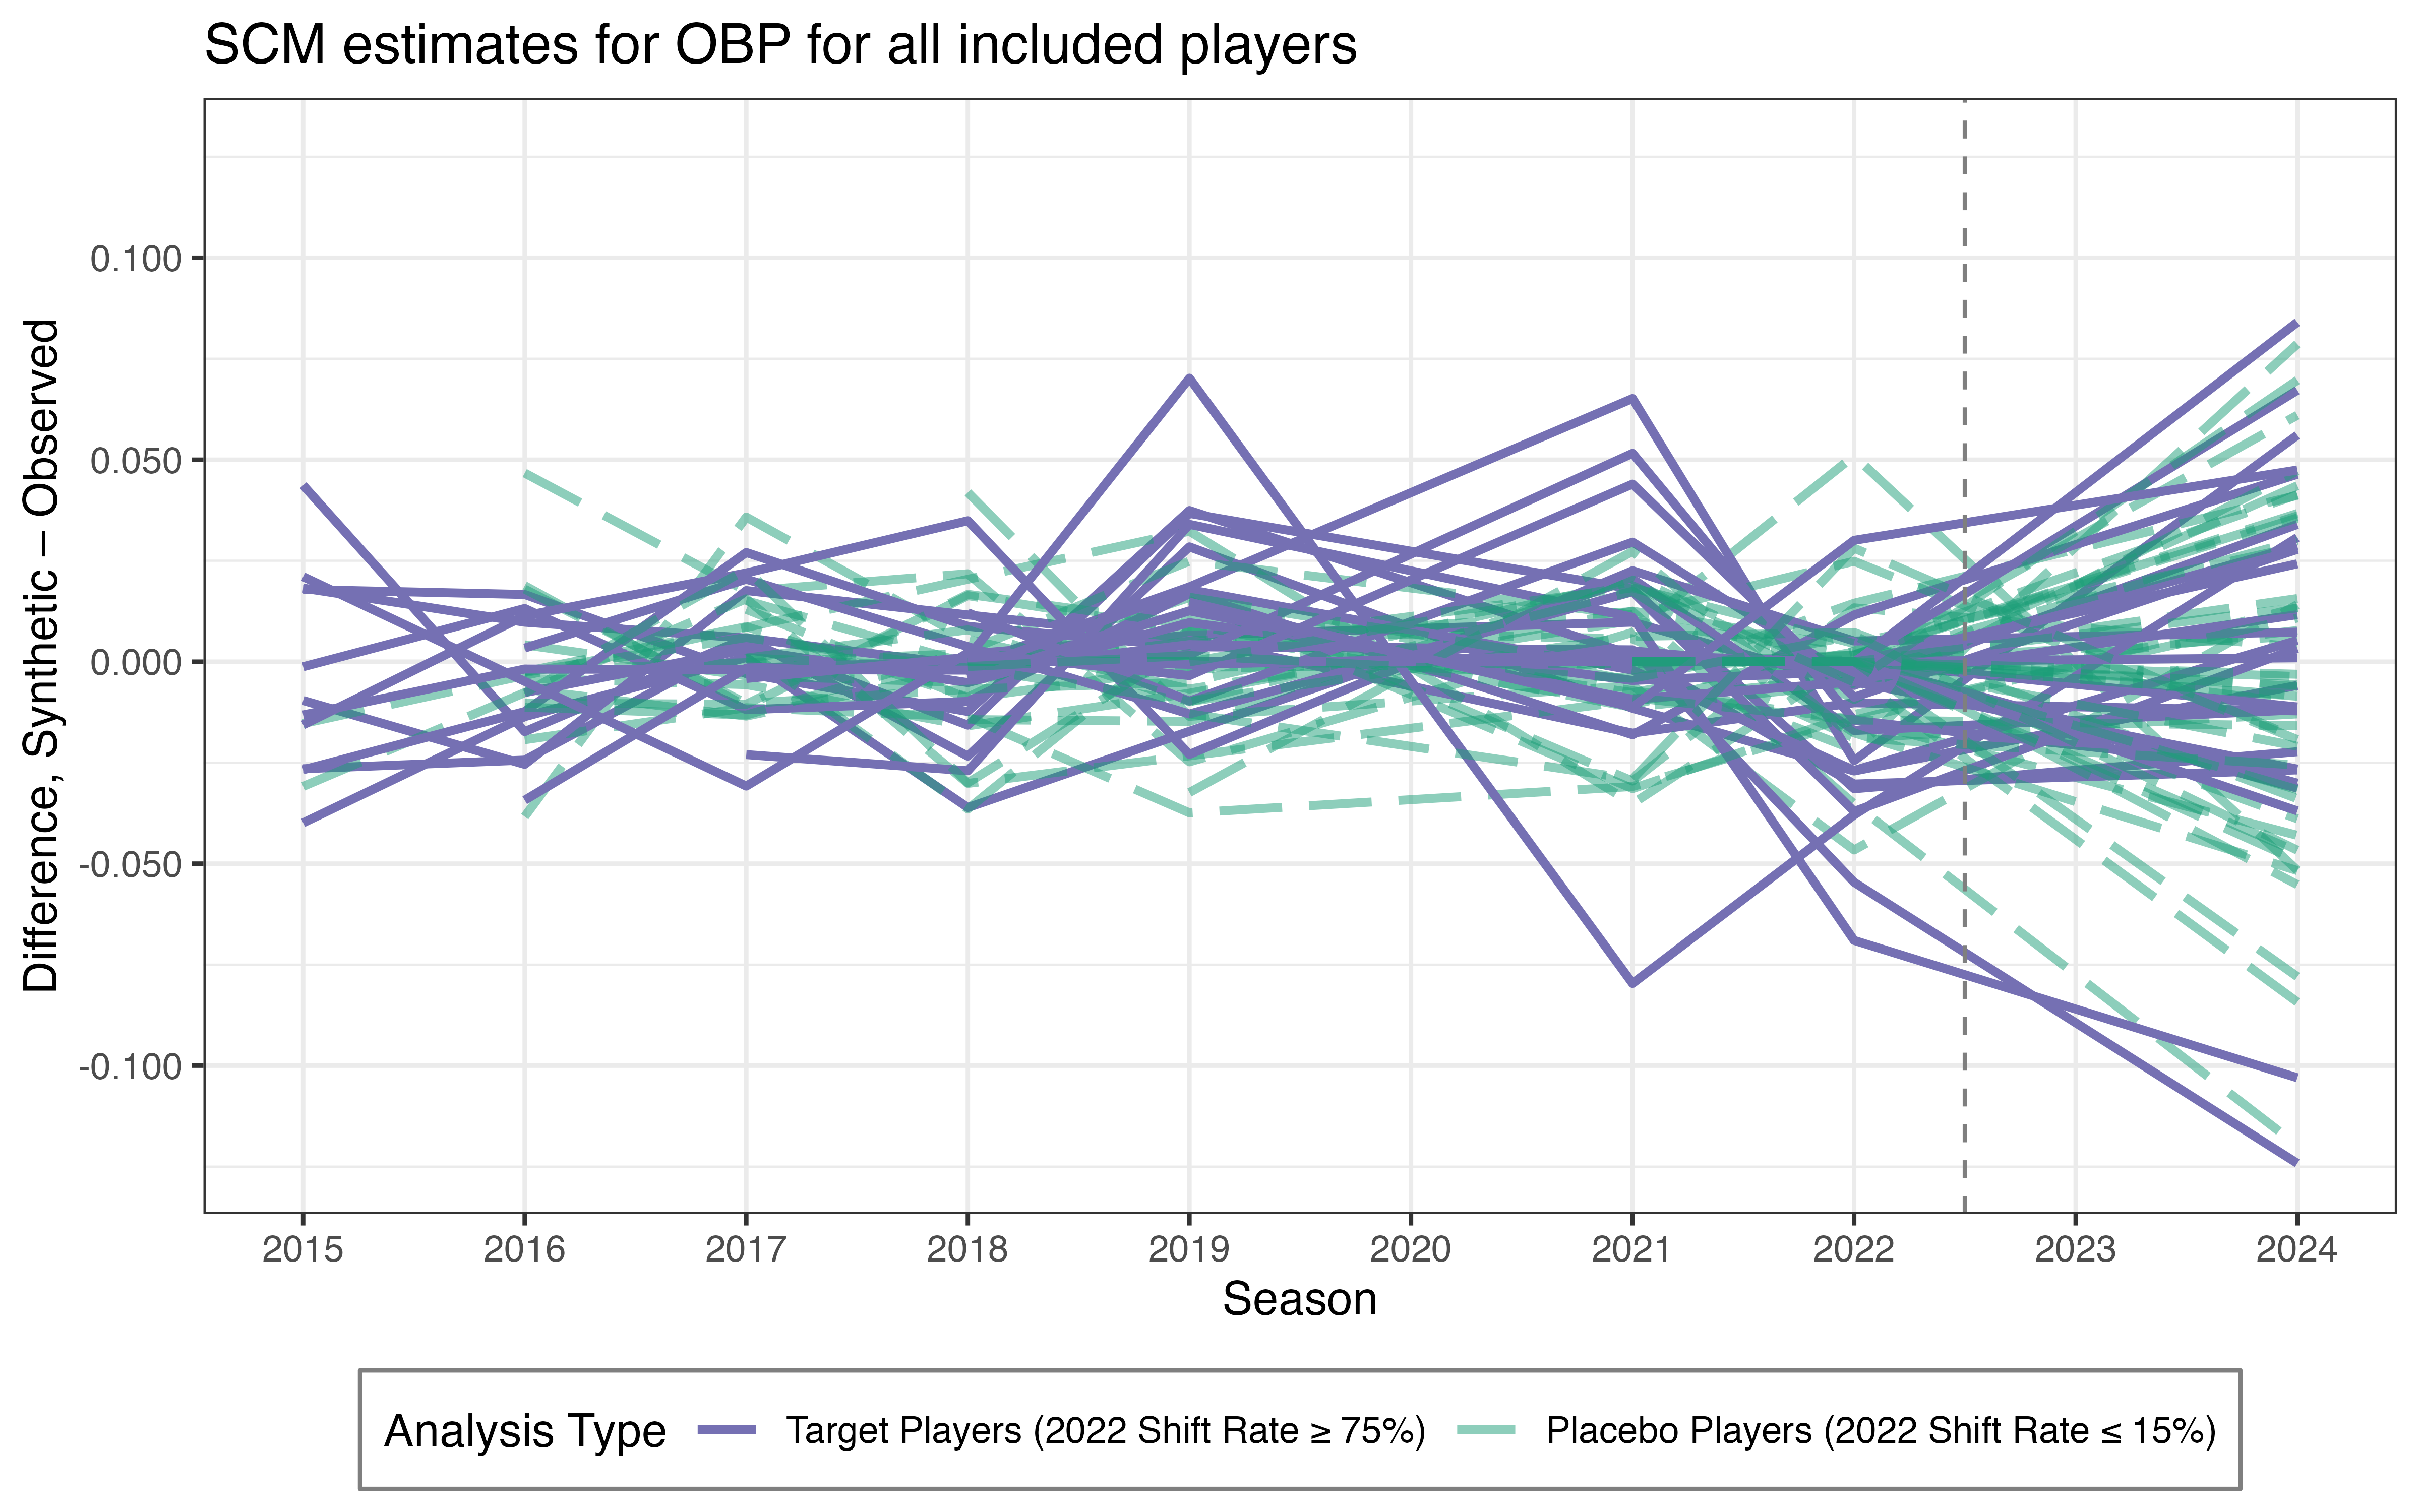 SCM estimates for OBP for all included players
Difference, Synthetic – Observed
0.100
0.050
0.000
-0.050
-0.100
2015 2016 2017 2018 2019 2020 2021 2022 2023 2024
Season
Analysis Type Target Players (2022 Shift Rate ≥ 75%) Placebo Players (2022 Shift Rate ≤ 15%)